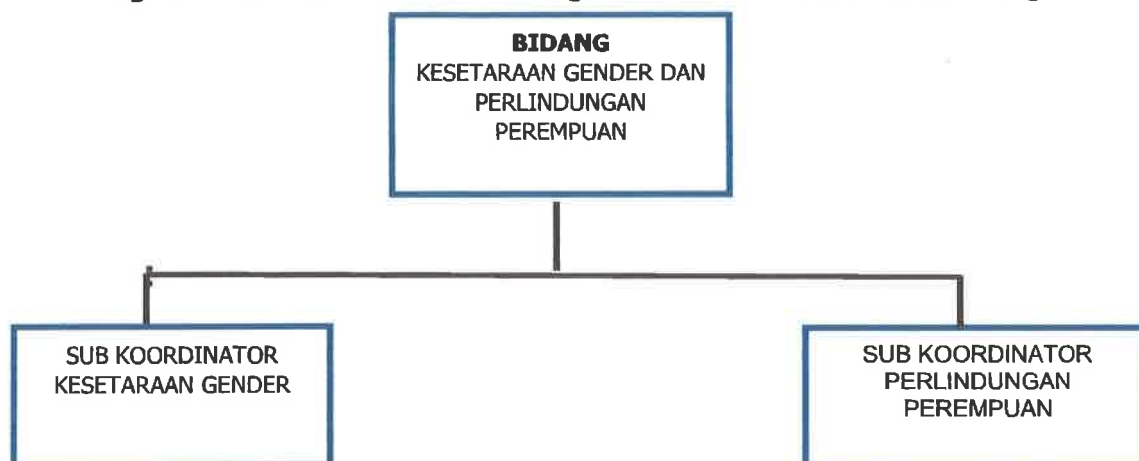 BIDANG
KESETARAAN GENDER DAN
PERLINDUNGAN
PEREMPUAN
SUB KOORDINATOR
KESETARAAN GENDER
SUB KOORDINATOR
PERLINDUNGAN
PEREMPUAN